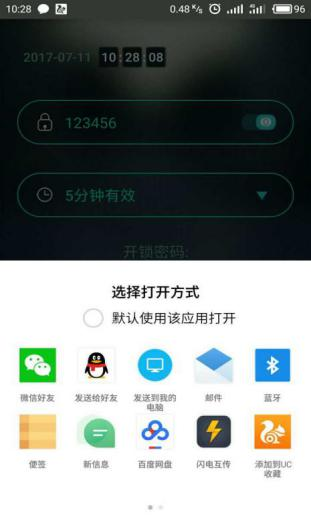 10:28
0.48 K/s
96
2017-07-11 10:28:08
123456
5分钟有效
开锁密码:
选择打开方式
默认使用该应用打开
微信好友
发送给好友
发送到我的
电脑
邮件
蓝牙
便签
新信息
百度网盘
闪电互传
添加到UC
收藏